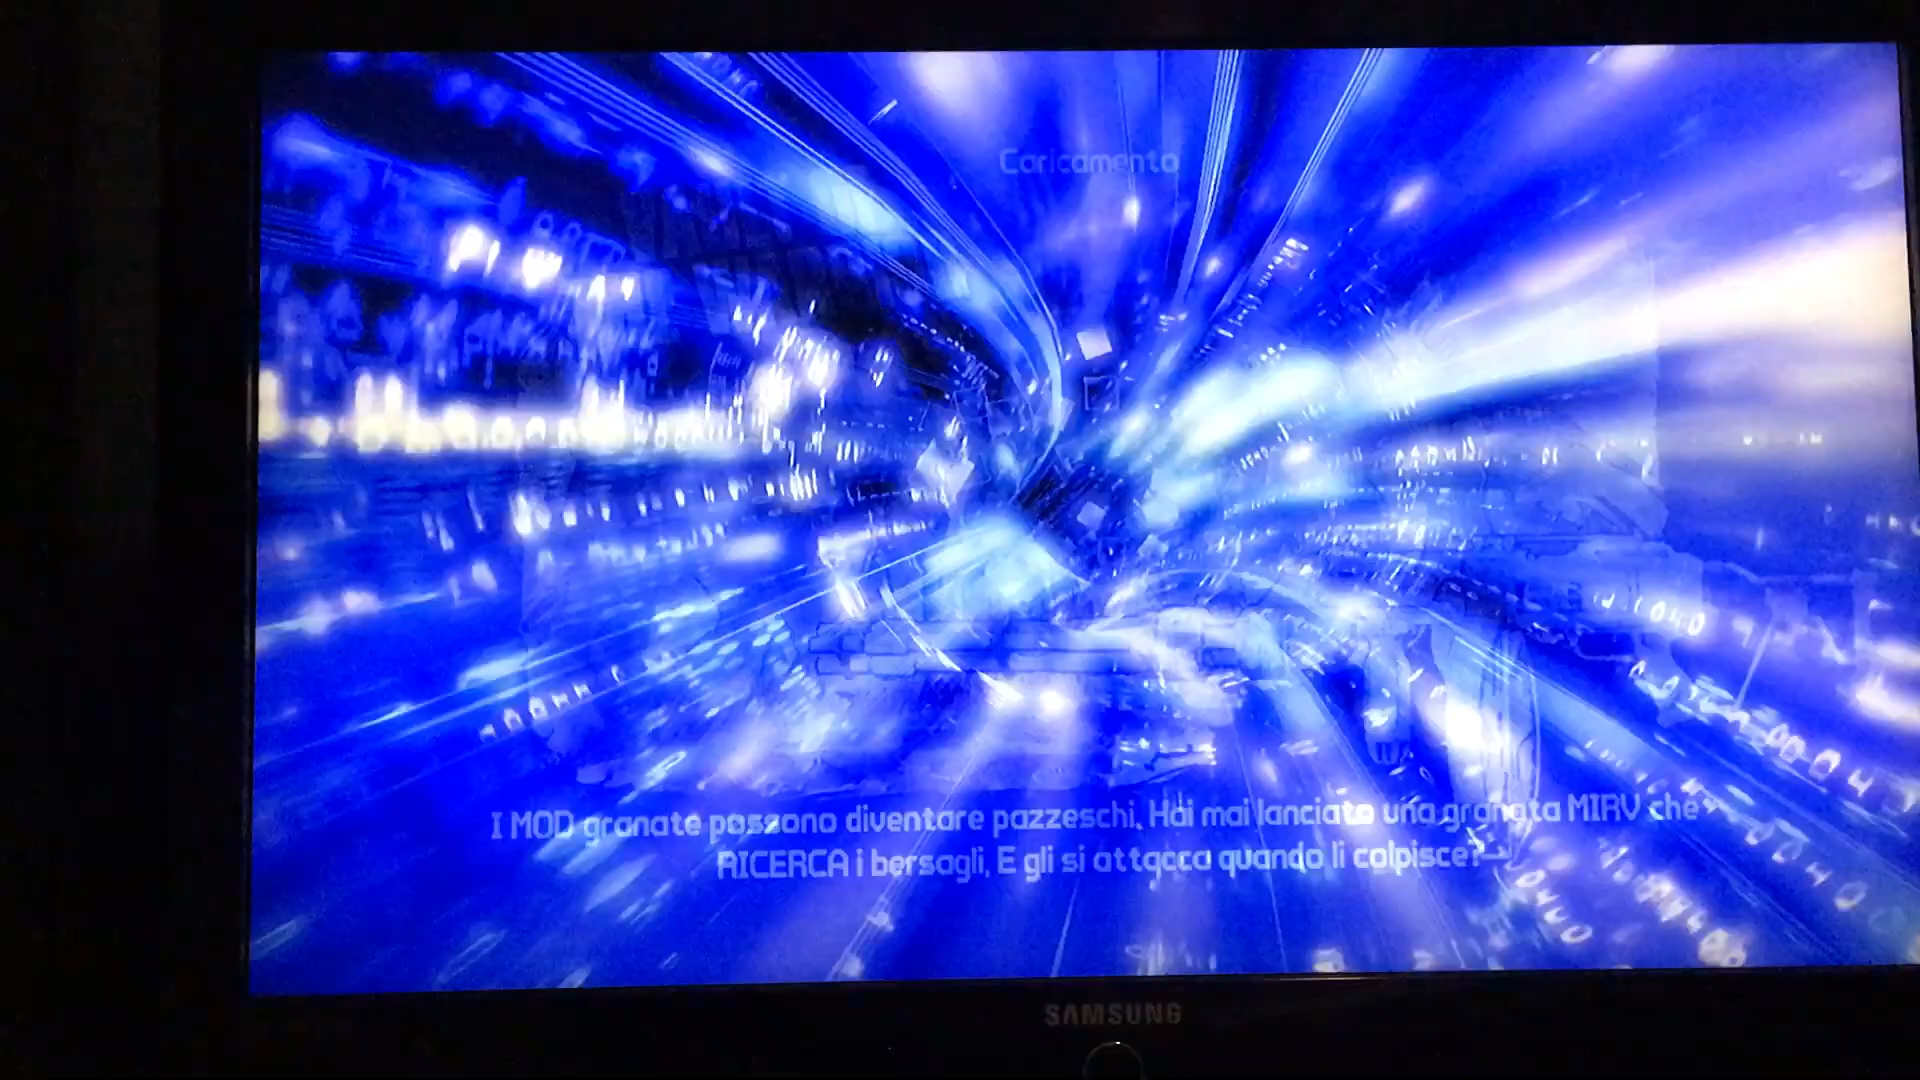 Caricamento
I MOD granate possono diventare pazzeschi. Hai mai lanciato una granata MIRV che
RICERCA i bersagli, E gli si attacca quando li colpisce?
SAMSUNG